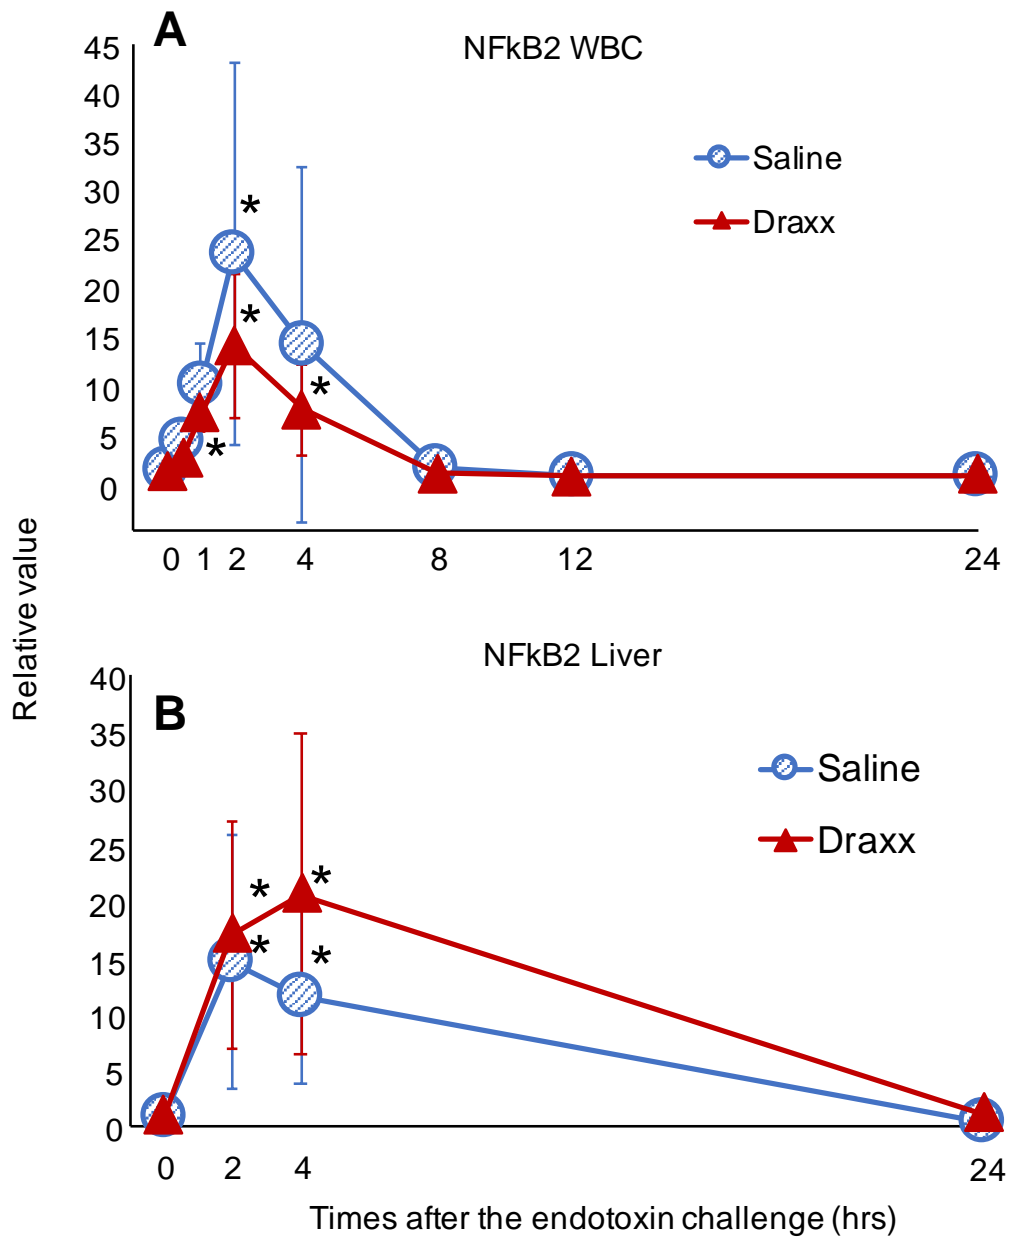 A
NFkB2 WBC
45
40
35
30
25
20
15
10
5
0
Saline
Draxx
*
*
*
*
0 1 2 4 8 12 24
Relative value
NFkB2 Liver
B
40
35
30
25
20
15
10
5
0
Saline
Draxx
*
*
*
*
0 2 4 24
Times after the endotoxin challenge (hrs)